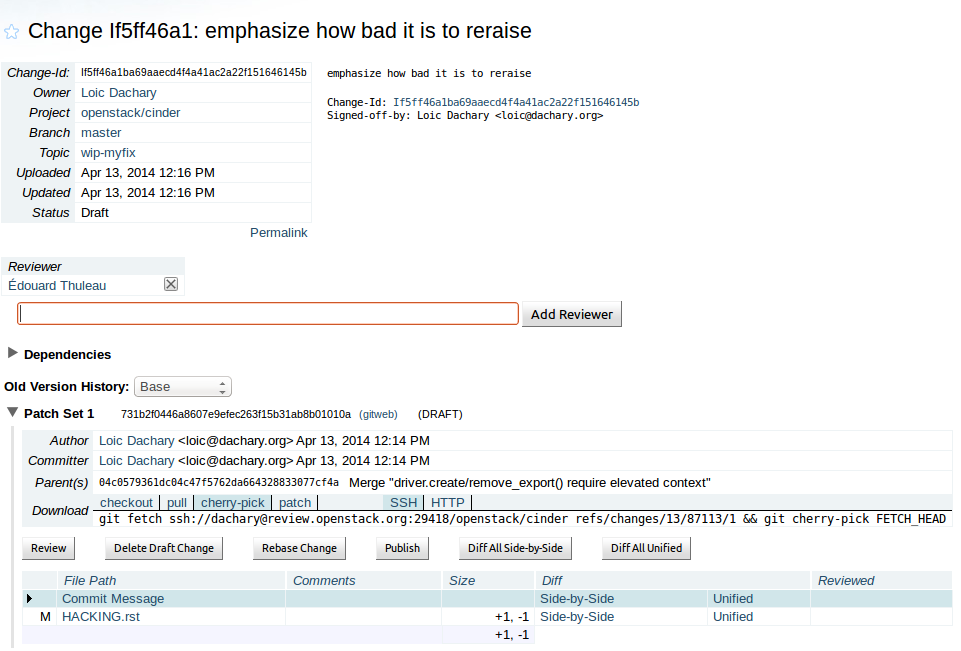 Change If5ff46a1: emphasize how bad it is to reraise
Change-Id: If5ff46a1ba69aaecd4f4a41ac2a22f151646145b
Owner Loic Dachary
Project openstack/cinder
Branch master
Topic wip-myfix
Uploaded Apr 13, 2014 12:16 PM
Updated Apr 13, 2014 12:16 PM
Status Draft
Permalink
emphasize how bad it is to reraise
Change-Id: If5ff46a1ba69aaecd4f4a41ac2a22f151646145b
Signed-off-by: Loic Dachary <loic@dachary.org>
Reviewer
Édouard Thuleau
Add Reviewer
Dependencies
Old Version History: Base
Patch Set 1 731b2f0446a8607e9efec263f15b31ab8b01010a (gitweb) (DRAFT)
Author Loic Dachary <loic@dachary.org> Apr 13, 2014 12:14 PM
Committer Loic Dachary <loic@dachary.org> Apr 13, 2014 12:14 PM
Parent(s) 04c0579361dc04c47f5762da664328833077cf4a Merge "driver.create/remove_export() require elevated context"
Download checkout pull cherry-pick patch SSH HTTP
git fetch ssh://dachary@review.openstack.org:29418/openstack/cinder refs/changes/13/87113/1 && git cherry-pick FETCH_HEAD
Review Delete Draft Change Rebase Change Publish Diff All Side-by-Side Diff All Unified
File Path Comments Size Diff Reviewed
Commit Message Side-by-Side Unified
M HACKING.rst +1, -1 Side-by-Side Unified
+1, -1